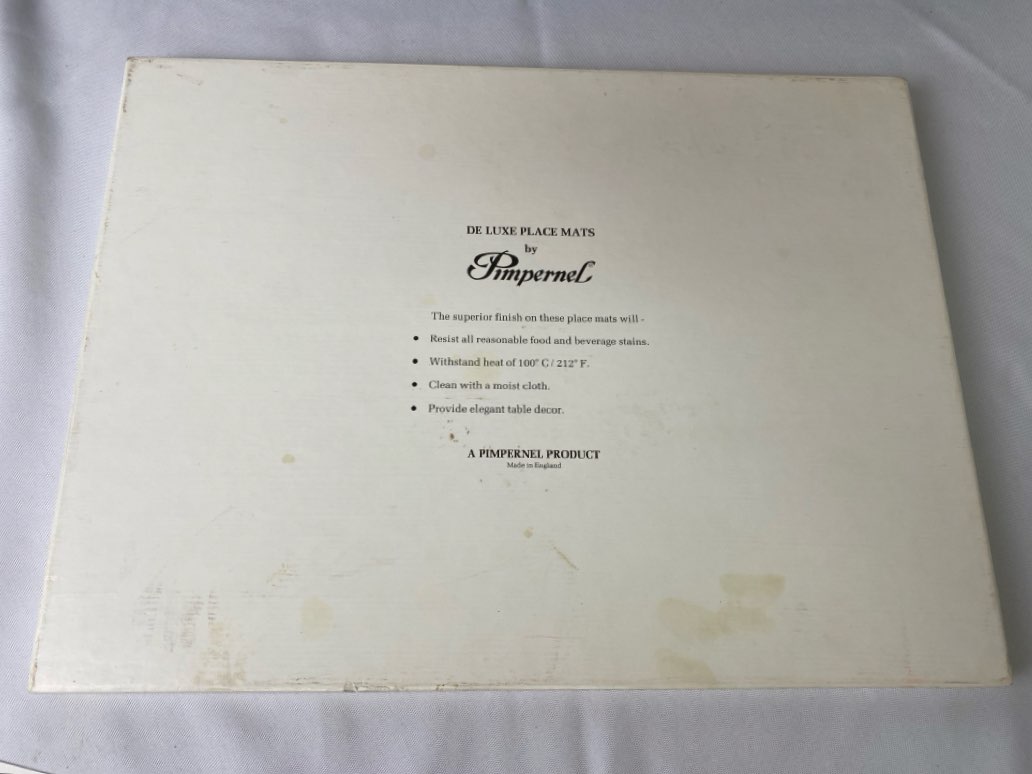 DE LUXE PLACE MATS
by
Pimpernel®
The superior finish on these place mats will -
• Resist all reasonable food and beverage stains.
• Withstand heat of 100° C / 212° F.
• Clean with a moist cloth.
• Provide elegant table decor.
A PIMPERNEL PRODUCT
Made in England